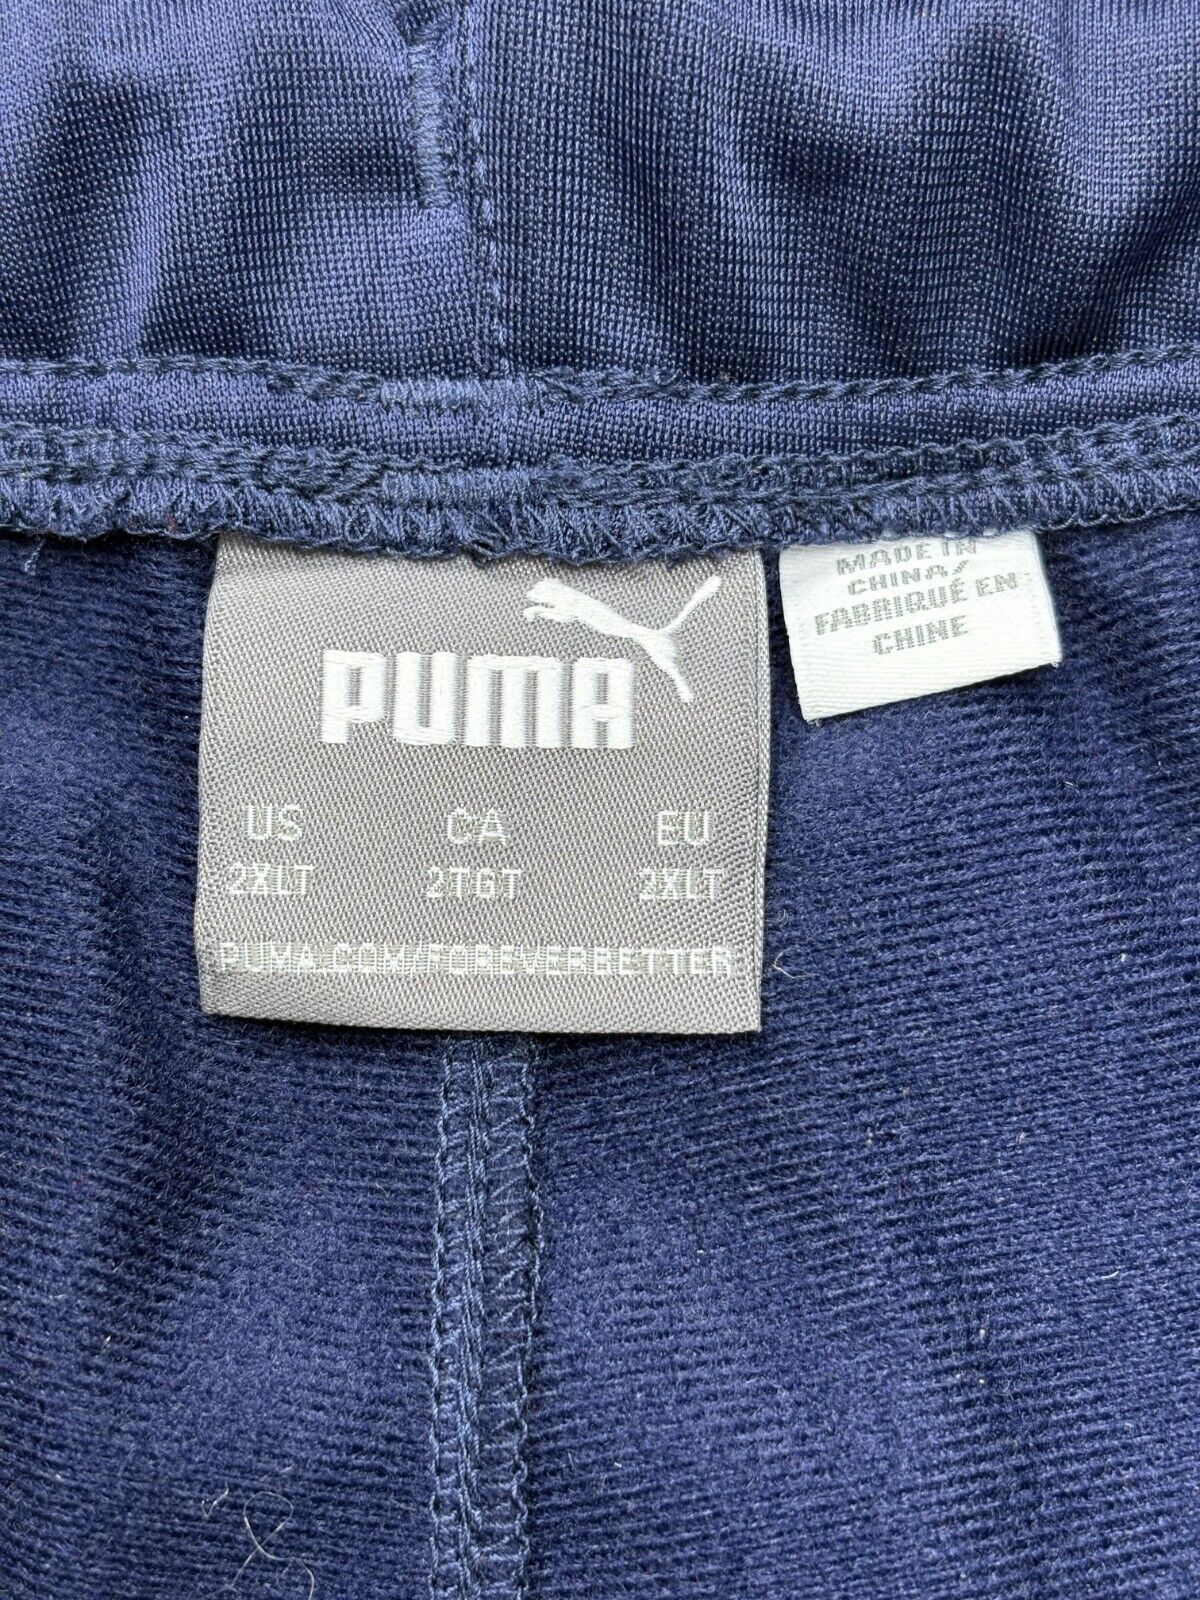 PUMA
US CA EU
2XLT 2TGT 2XLT
PUMA.COM/FOREVERBETTER
MADE IN
CHINA/
FABRIQUÉ EN
CHINE